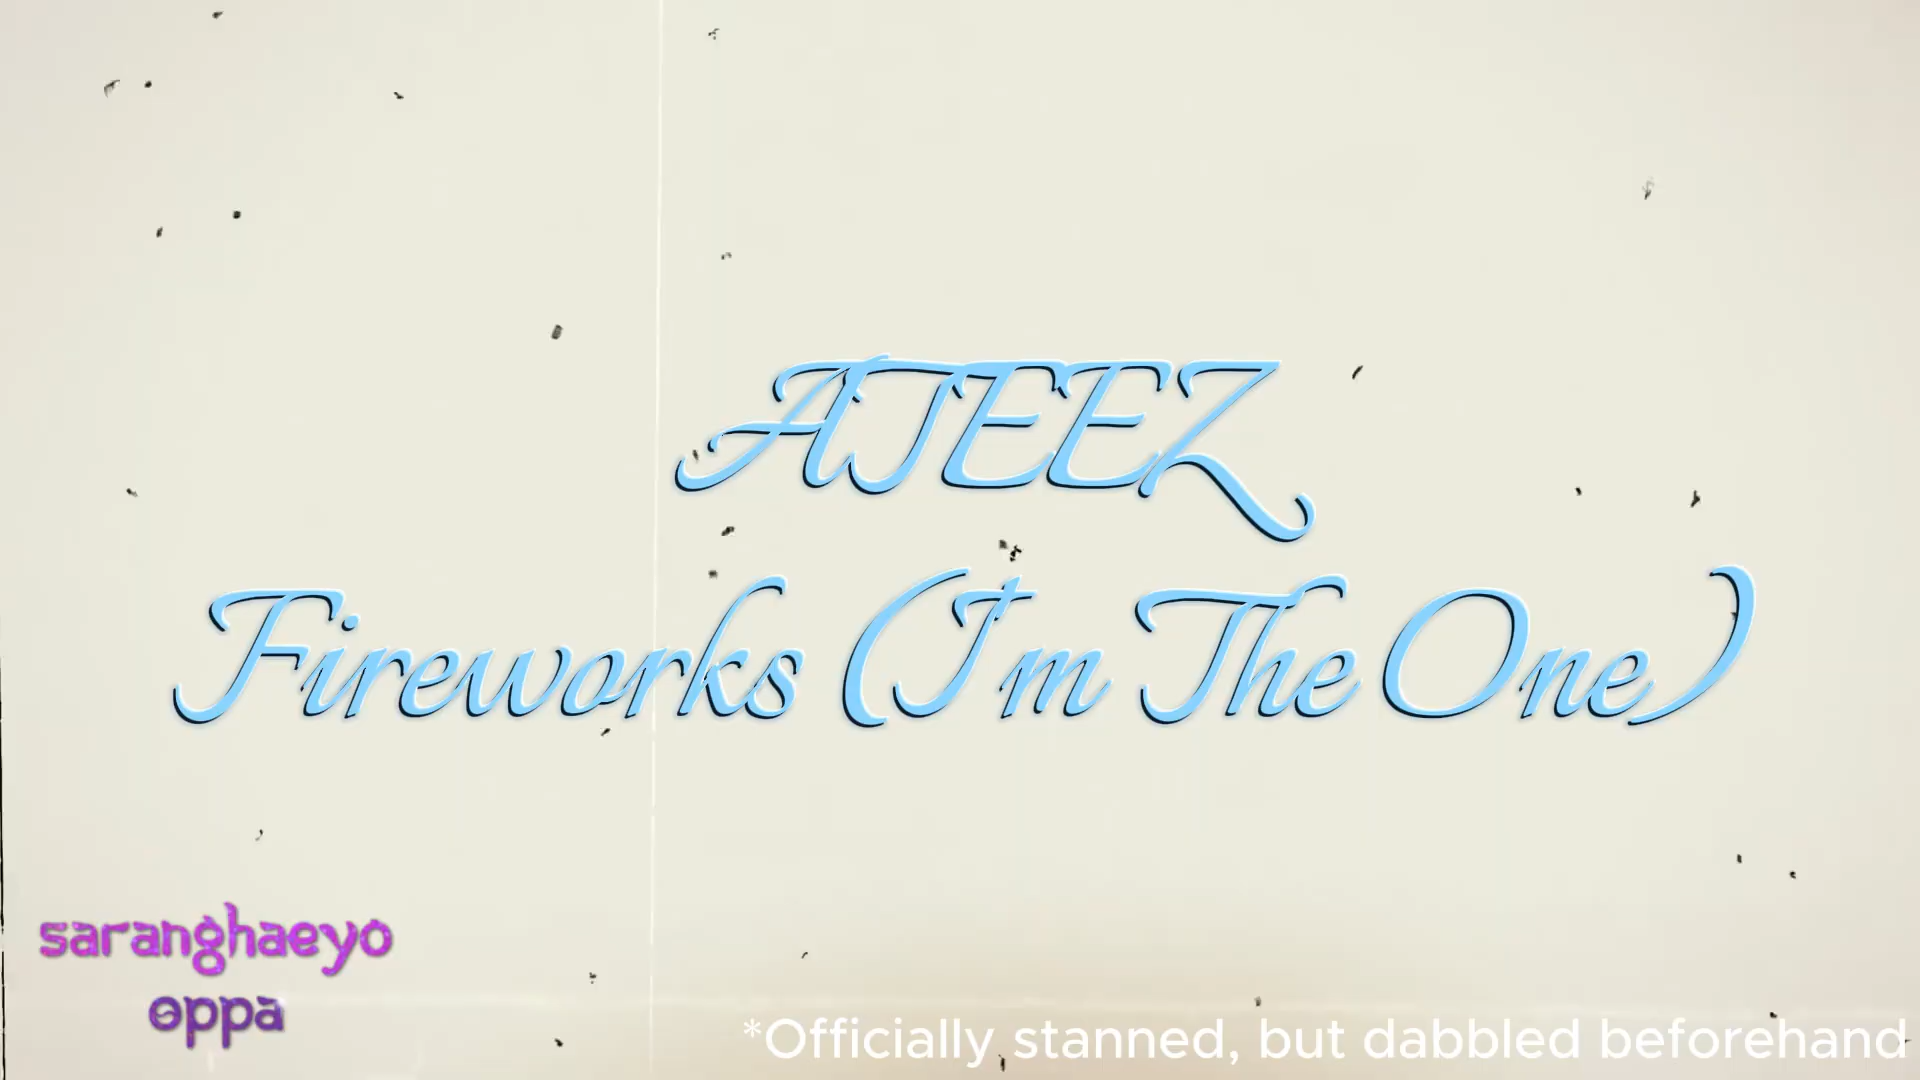 ATEEZ
Fireworks (I'm The One)
saranghaeyo
oppa
*Officially stanned, but dabbled beforehand